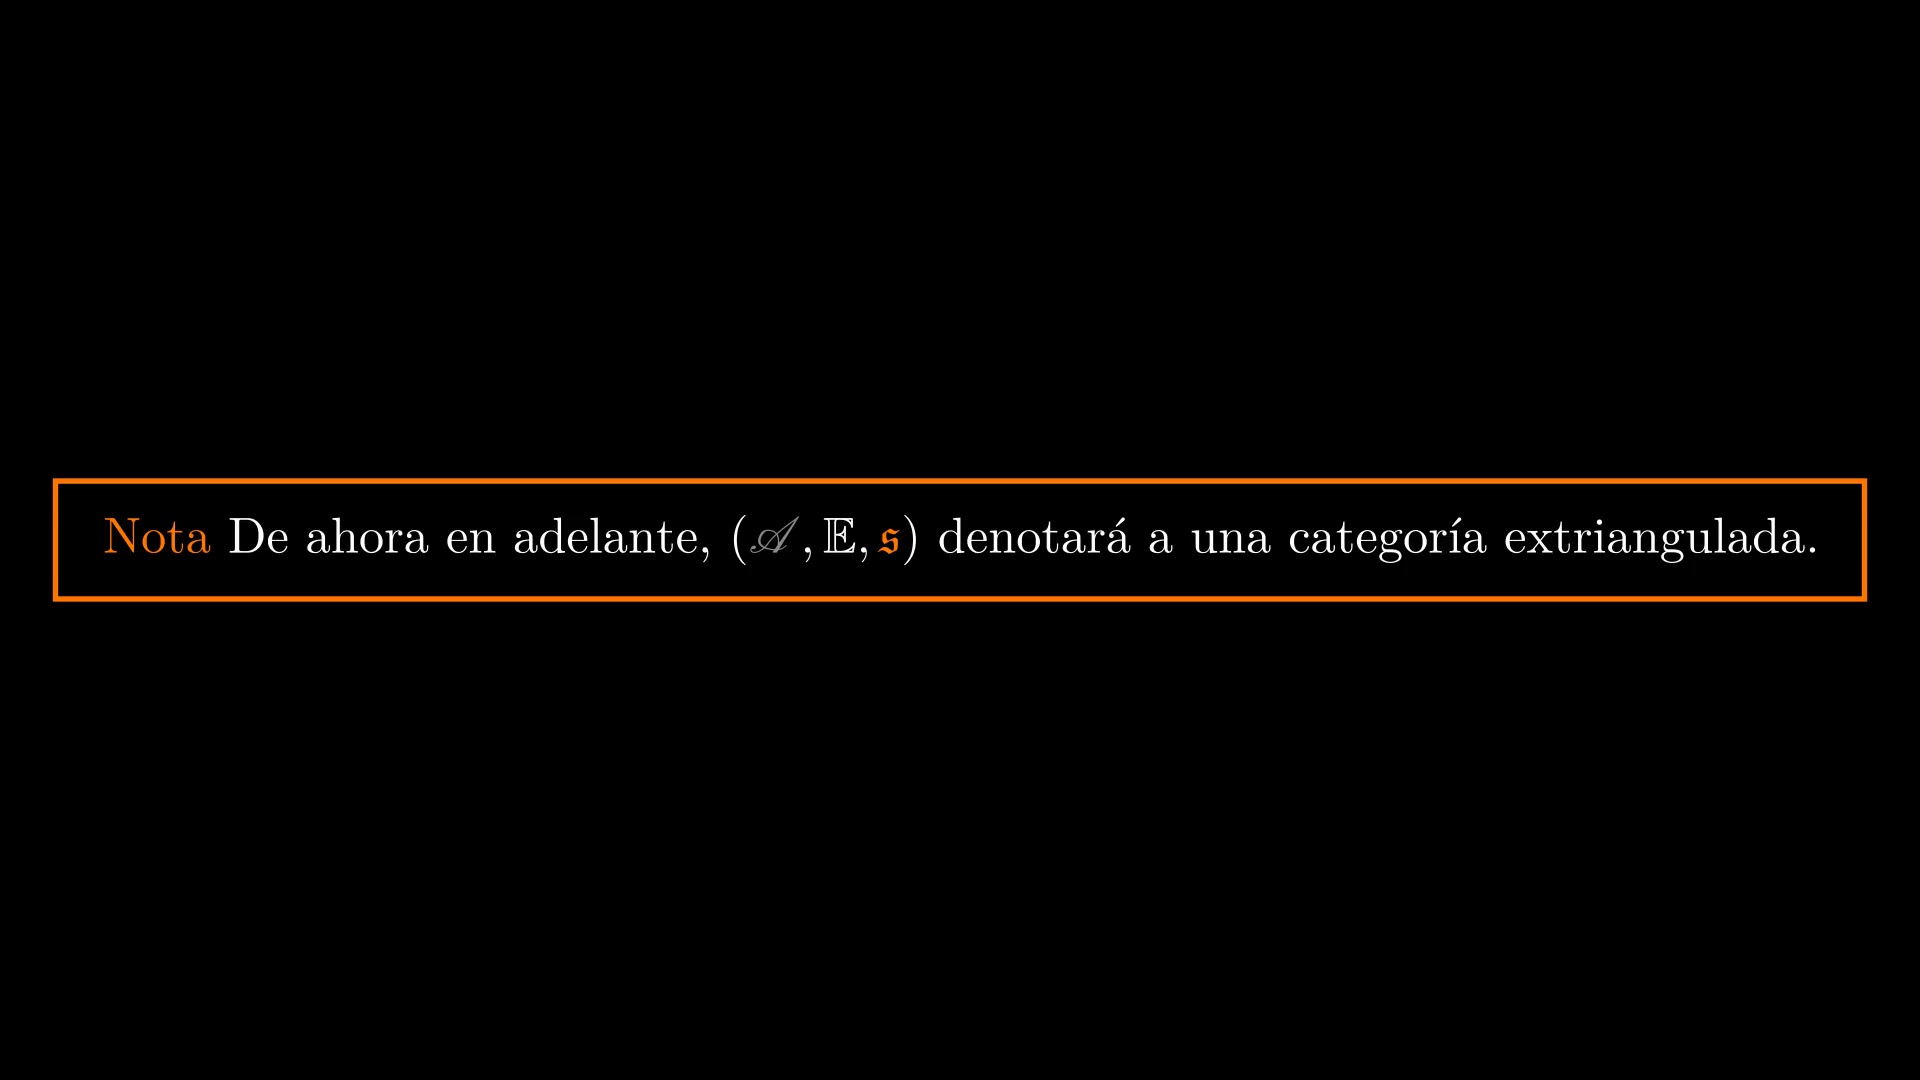 Nota De ahora en adelante, (𝒜, 𝔼, 𝔰) denotará a una categoría extriangulada.